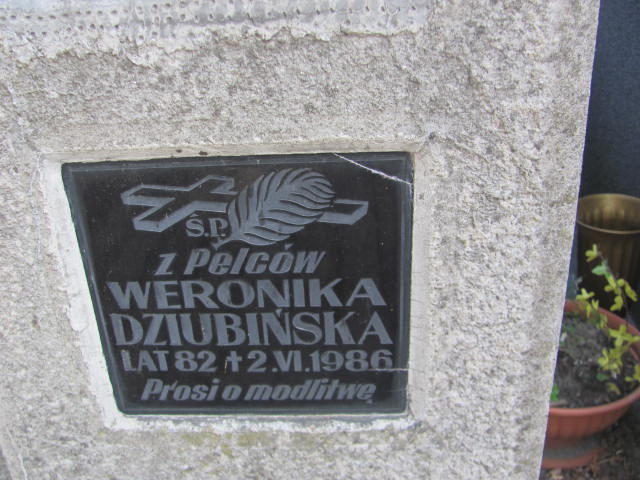 Ś.P.
z Pelców
WERONIKA
DZIUBIŃSKA
LAT 82 † 2.VI.1986
Prosi o modlitwę